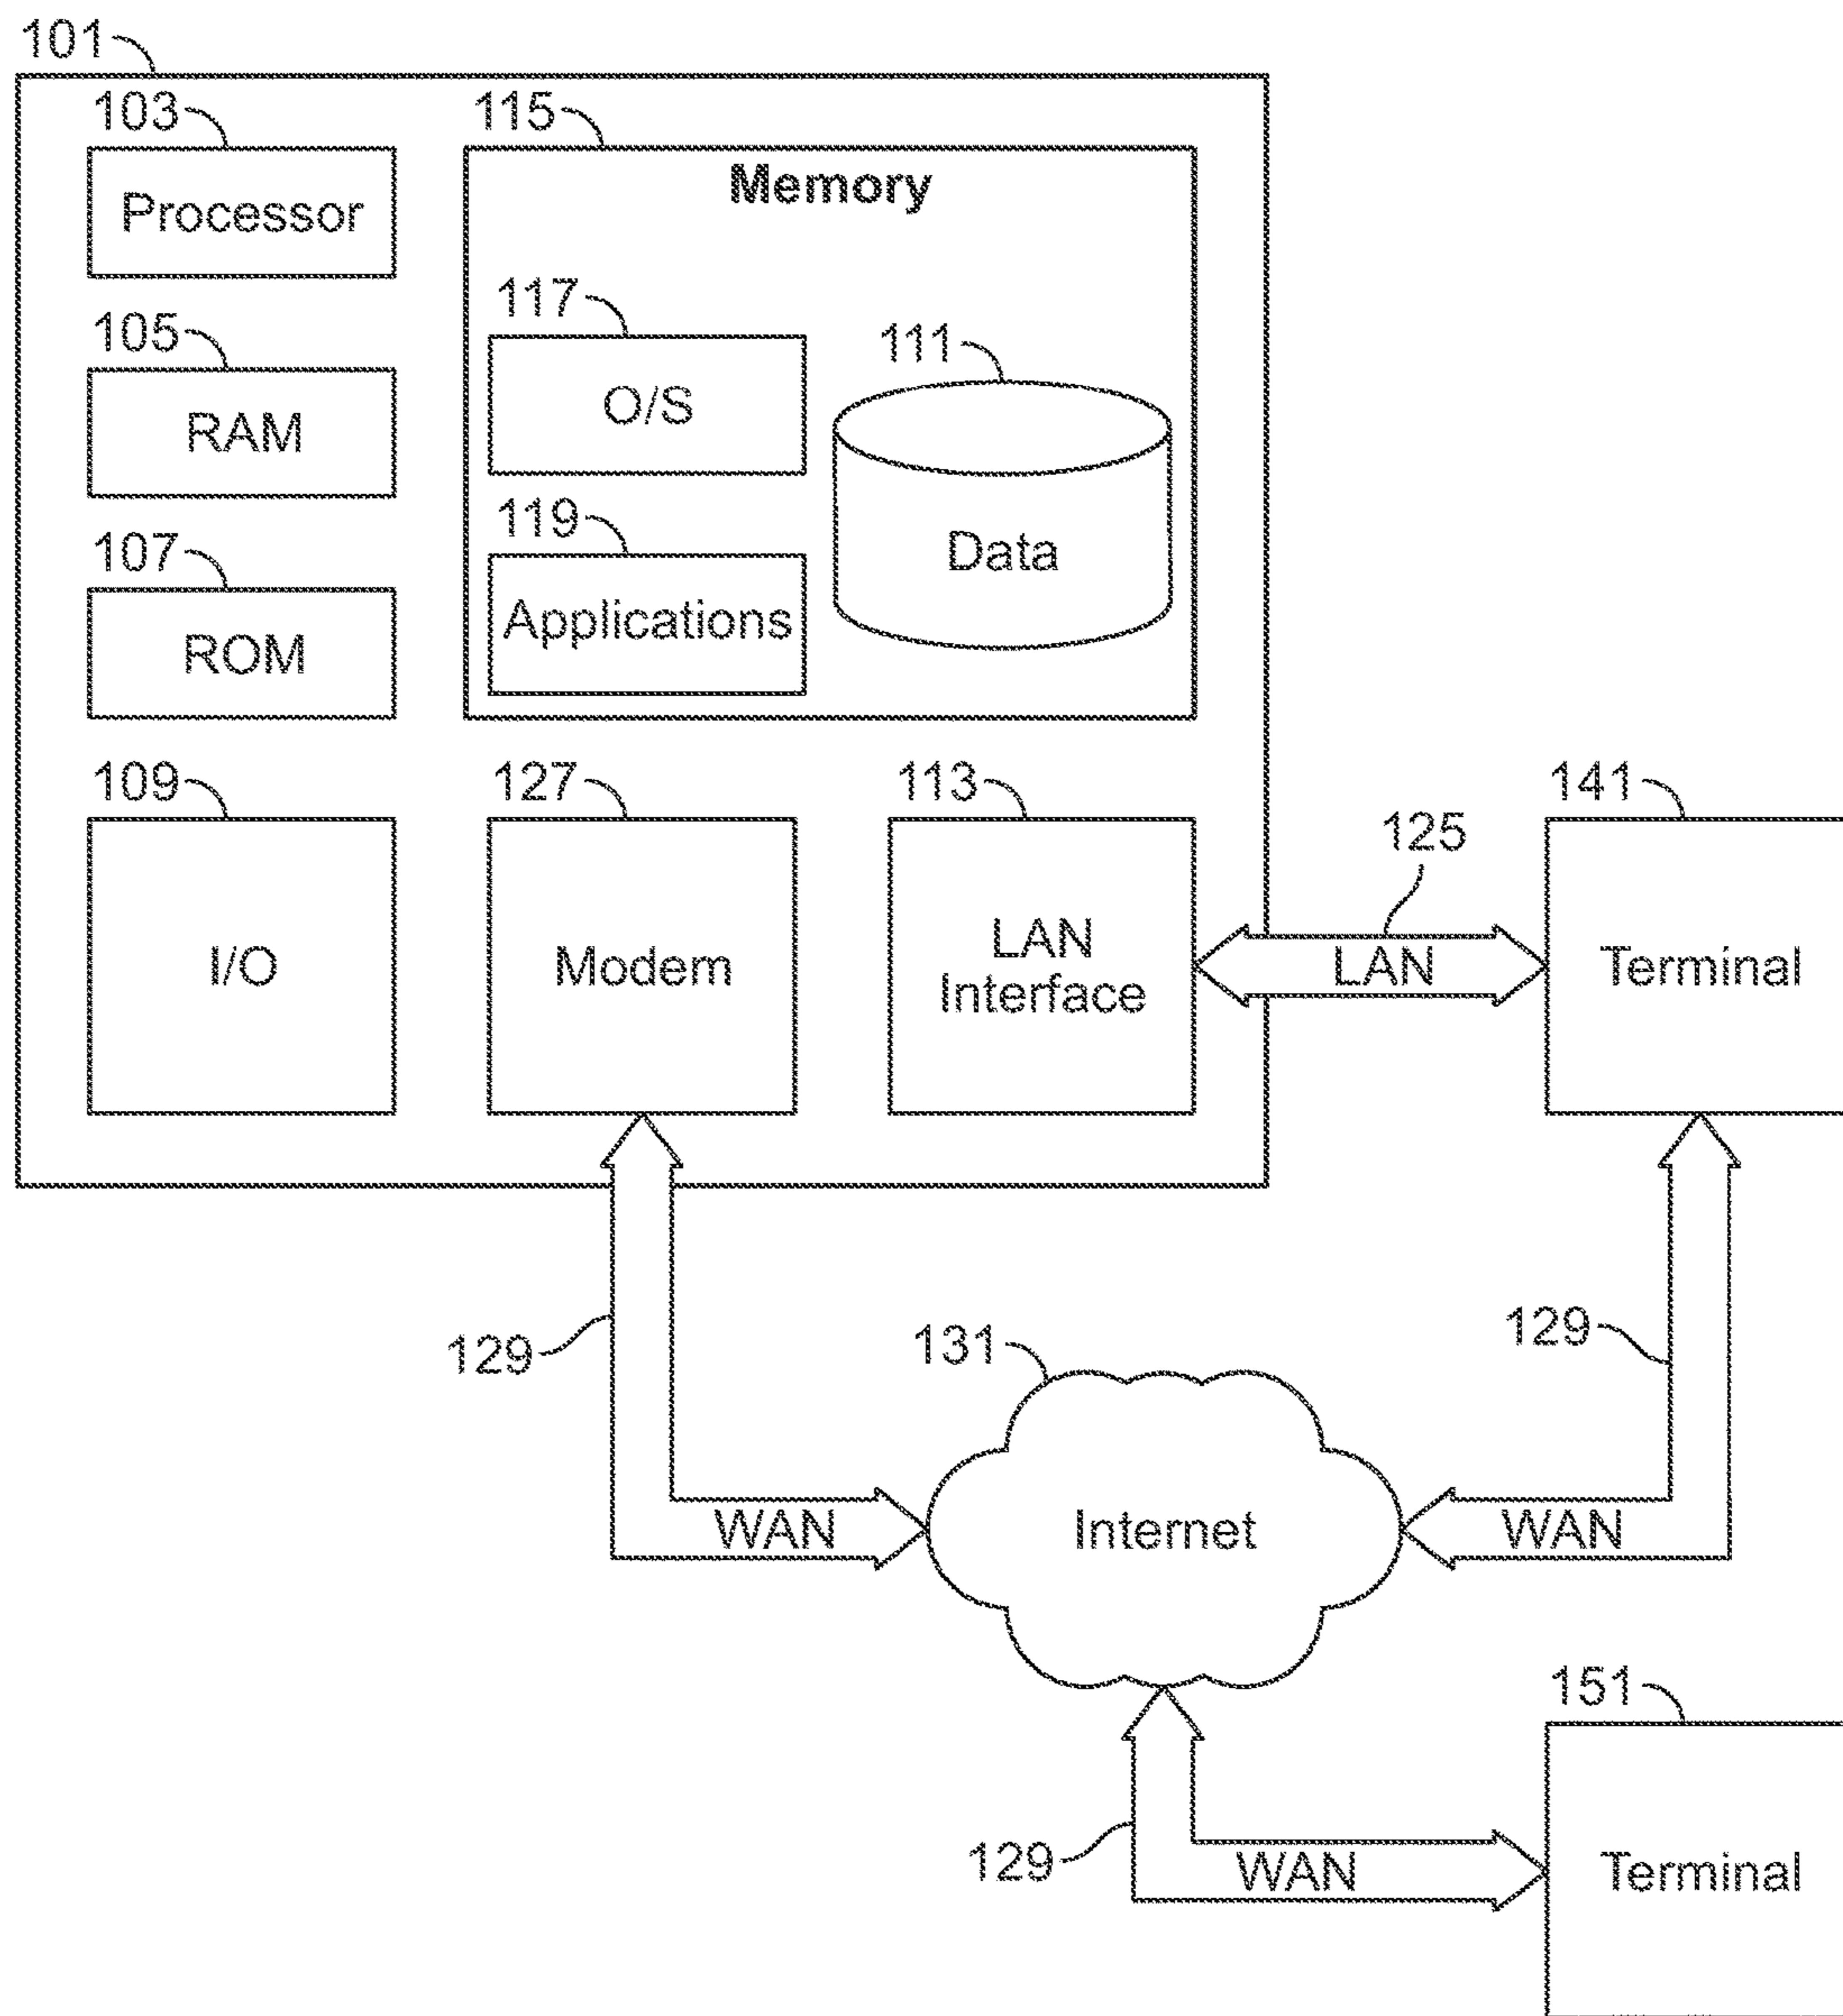 101
103
Processor
105
RAM
107
ROM
115
Memory
117
O/S
111
Data
119
Applications
109
I/O
127
Modem
113
LAN
Interface
125
LAN
141
Terminal
129
WAN
131
Internet
129
WAN
129
WAN
151
Terminal